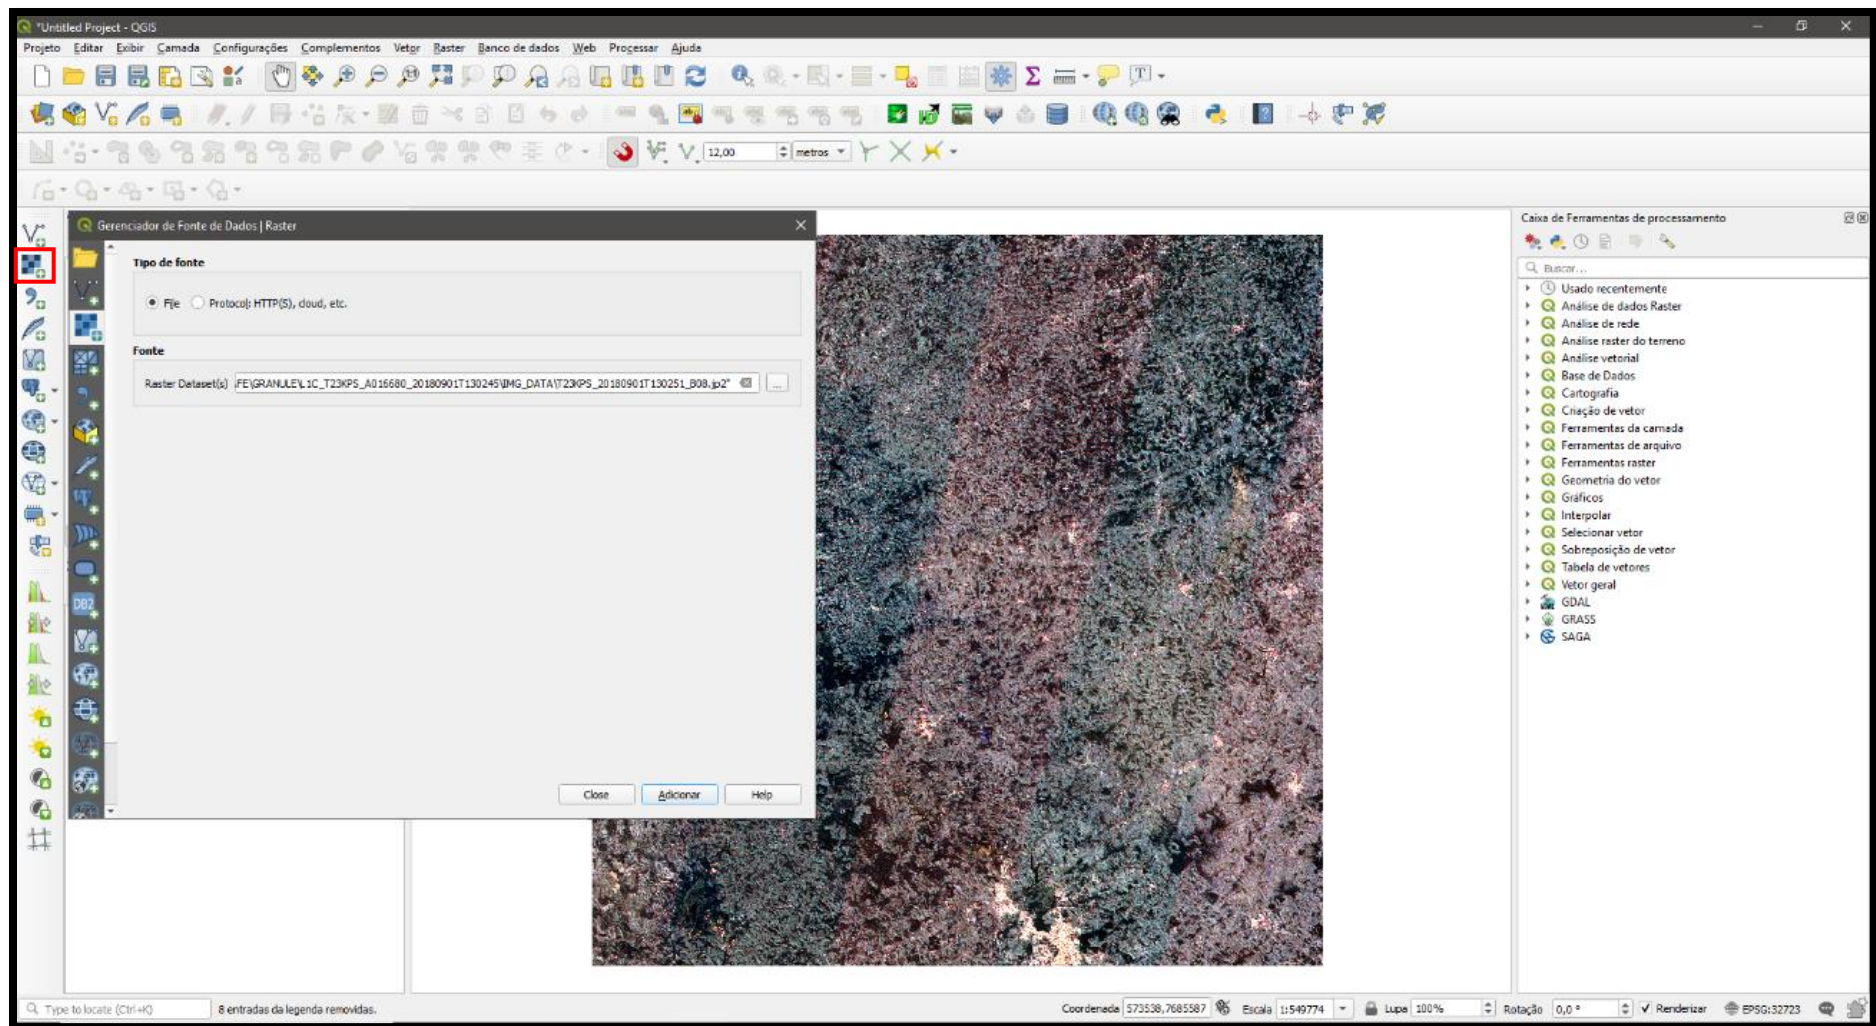 *Untitled Project - QGIS
Projeto Editar Exibir Camada Configurações Complementos Vetor Raster Banco de dados Web Processar Ajuda
12,00 metros
Gerenciador de Fonte de Dados | Raster
Tipo de fonte
File Protocol: HTTP(S), cloud, etc.
Fonte
Raster Dataset(s) .FE\GRANULE\L1C_T23KPS_A016680_20180901T130245\IMG_DATA\T23KPS_20180901T130251_B08.jp2" ...
DB2
Close Adicionar Help
Caixa de Ferramentas de processamento
Buscar...
Usado recentemente
Análise de dados Raster
Análise de rede
Análise raster do terreno
Análise vetorial
Base de Dados
Cartografia
Criação de vetor
Ferramentas da camada
Ferramentas de arquivo
Ferramentas raster
Geometria do vetor
Gráficos
Interpolar
Selecionar vetor
Sobreposição de vetor
Tabela de vetores
Vetor geral
GDAL
GRASS
SAGA
Type to locate (Ctrl+K) 8 entradas da legenda removidas. Coordenada 573538,7685587 Escala 1:549774 Lupa 100% Rotação 0,0 ° Renderizar EPSG:32723